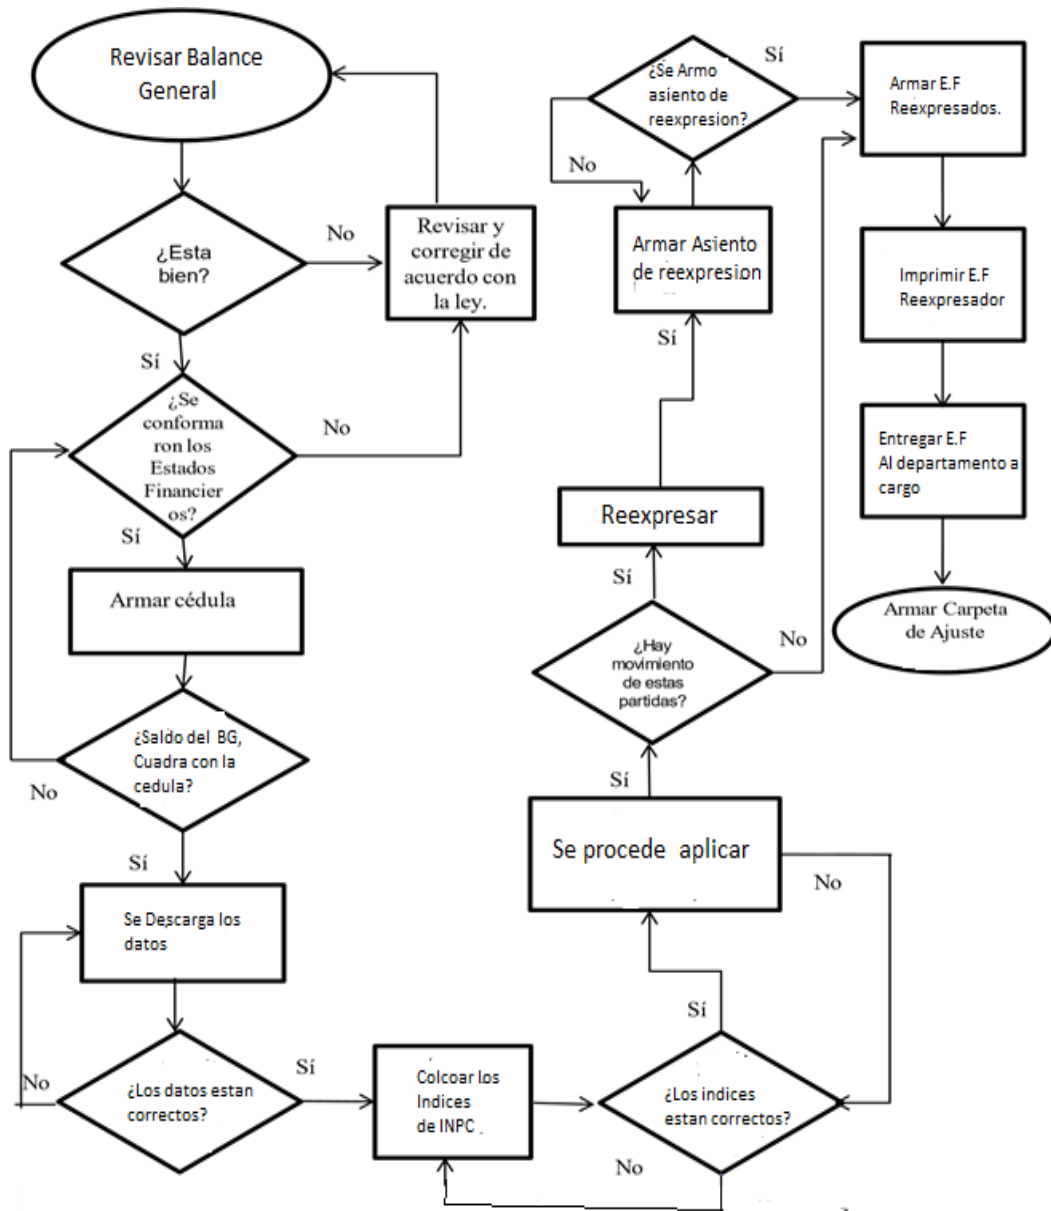 Revisar Balance
General
¿Esta
bien?
No
Revisar y
corregir de
acuerdo con
la ley.
Sí
¿Se
conforma
ron los
Estados
Financier
os?
No
Sí
Armar cédula
¿Saldo del BG,
Cuadra con la
cedula?
No
Sí
Se Descarga los
datos
¿Los datos estan
correctos?
No
Sí
Colcoar los
Indices
de INPC .
¿Los indices
estan correctos?
No
Sí
Se procede aplicar
No
Sí
¿Hay
movimiento
de estas
partidas?
No
Sí
Reexpresar
Sí
Armar Asiento
de reexpresion
¿Se Armo
asiento de
reexpresion?
No
Sí
Armar E.F
Reexpresados.
Imprimir E.F
Reexpresador
Entregar E.F
Al departamento a
cargo
Armar Carpeta
de Ajuste